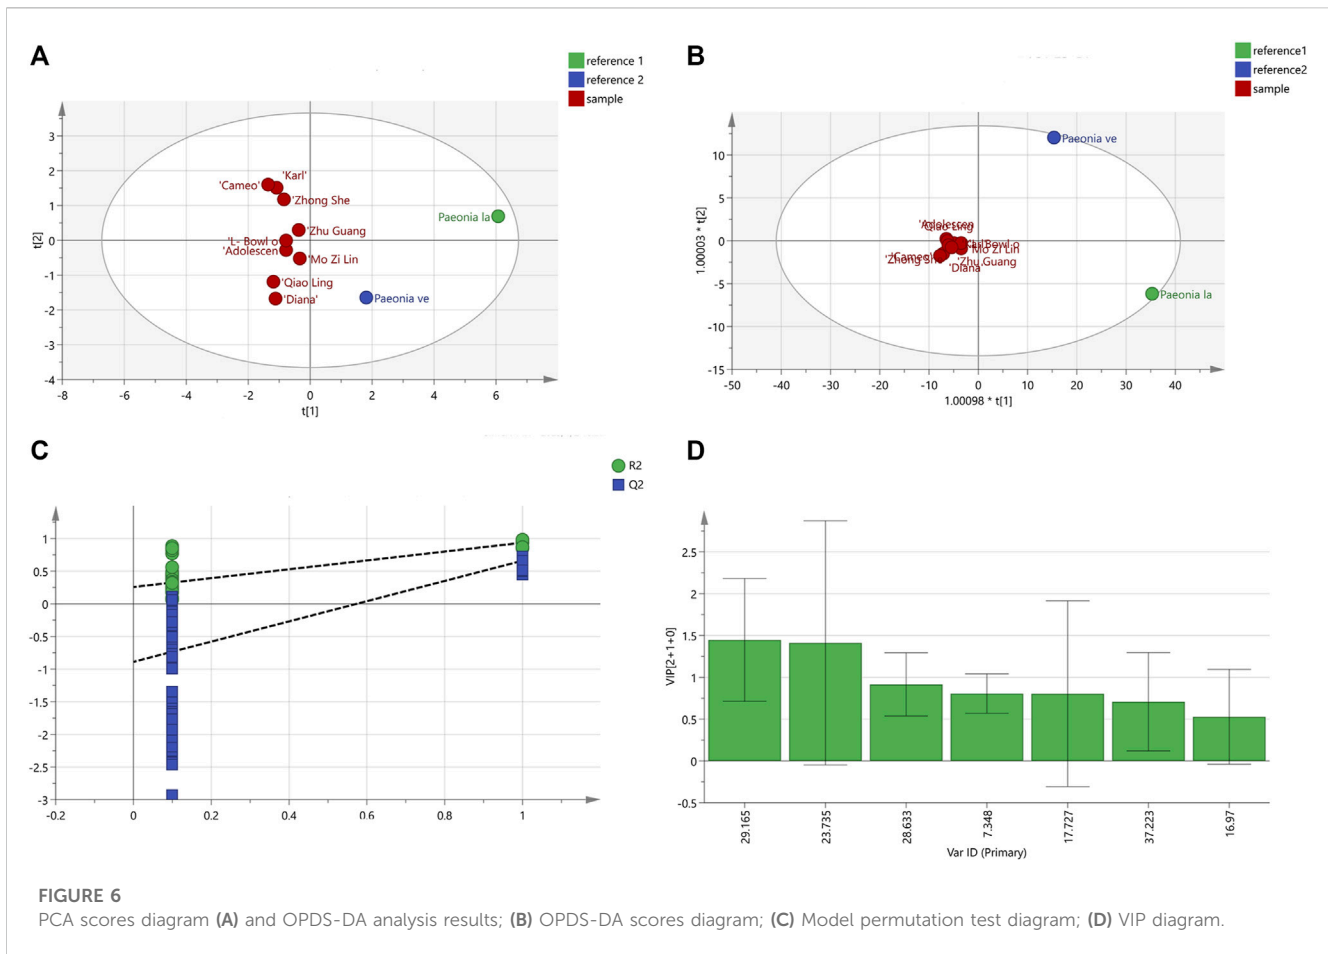 A
reference 1
reference 2
sample
3
2
1
0
-1
-2
-3
-4
t[2]
'Karl'
'Cameo'
'Zhong She
Paeonia la
'Zhu Guang
'L- Bowl o
'Adolescen
'Mo Zi Lin
'Qiao Ling
'Diana'
Paeonia ve
-8
-6
-4
-2
0
2
4
6
t[1]
B
reference1
reference2
sample
10
5
0
-5
-10
-15
1.00003 * t[2]
Paeonia ve
'Adolescen
'Qiao Ling
'Karl'
Bowl o
'Mo Zi Lin
'Cameo'
'Zhong She
'Zhu Guang
'Diana'
Paeonia la
-50
-40
-30
-20
-10
0
10
20
30
40
1.00098 * t[1]
C
R2
Q2
1
0.5
0
-0.5
-1
-1.5
-2
-2.5
-3
-0.2
0
0.2
0.4
0.6
0.8
1
D
2.5
2
1.5
1
0.5
0
-0.5
VIP[2+1+0]
29.165
23.735
28.633
7.348
17.727
37.223
16.97
Var ID (Primary)
FIGURE 6
PCA scores diagram (A) and OPDS-DA analysis results; (B) OPDS-DA scores diagram; (C) Model permutation test diagram; (D) VIP diagram.